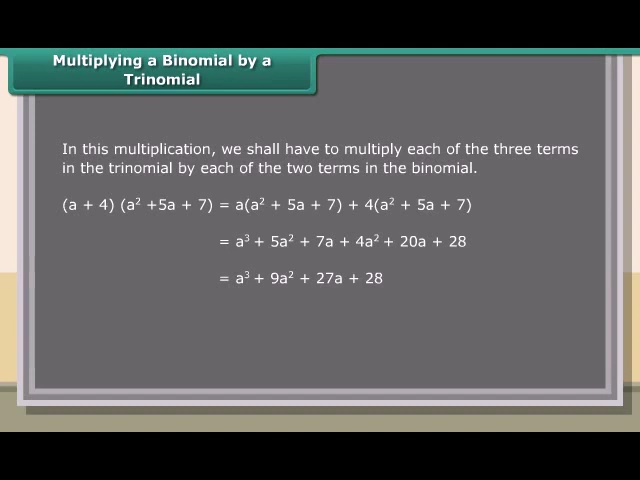 Multiplying a Binomial by a
Trinomial
In this multiplication, we shall have to multiply each of the three terms
in the trinomial by each of the two terms in the binomial.
(a + 4) (a² +5a + 7) = a(a² + 5a + 7) + 4(a² + 5a + 7)
= a³ + 5a² + 7a + 4a² + 20a + 28
= a³ + 9a² + 27a + 28